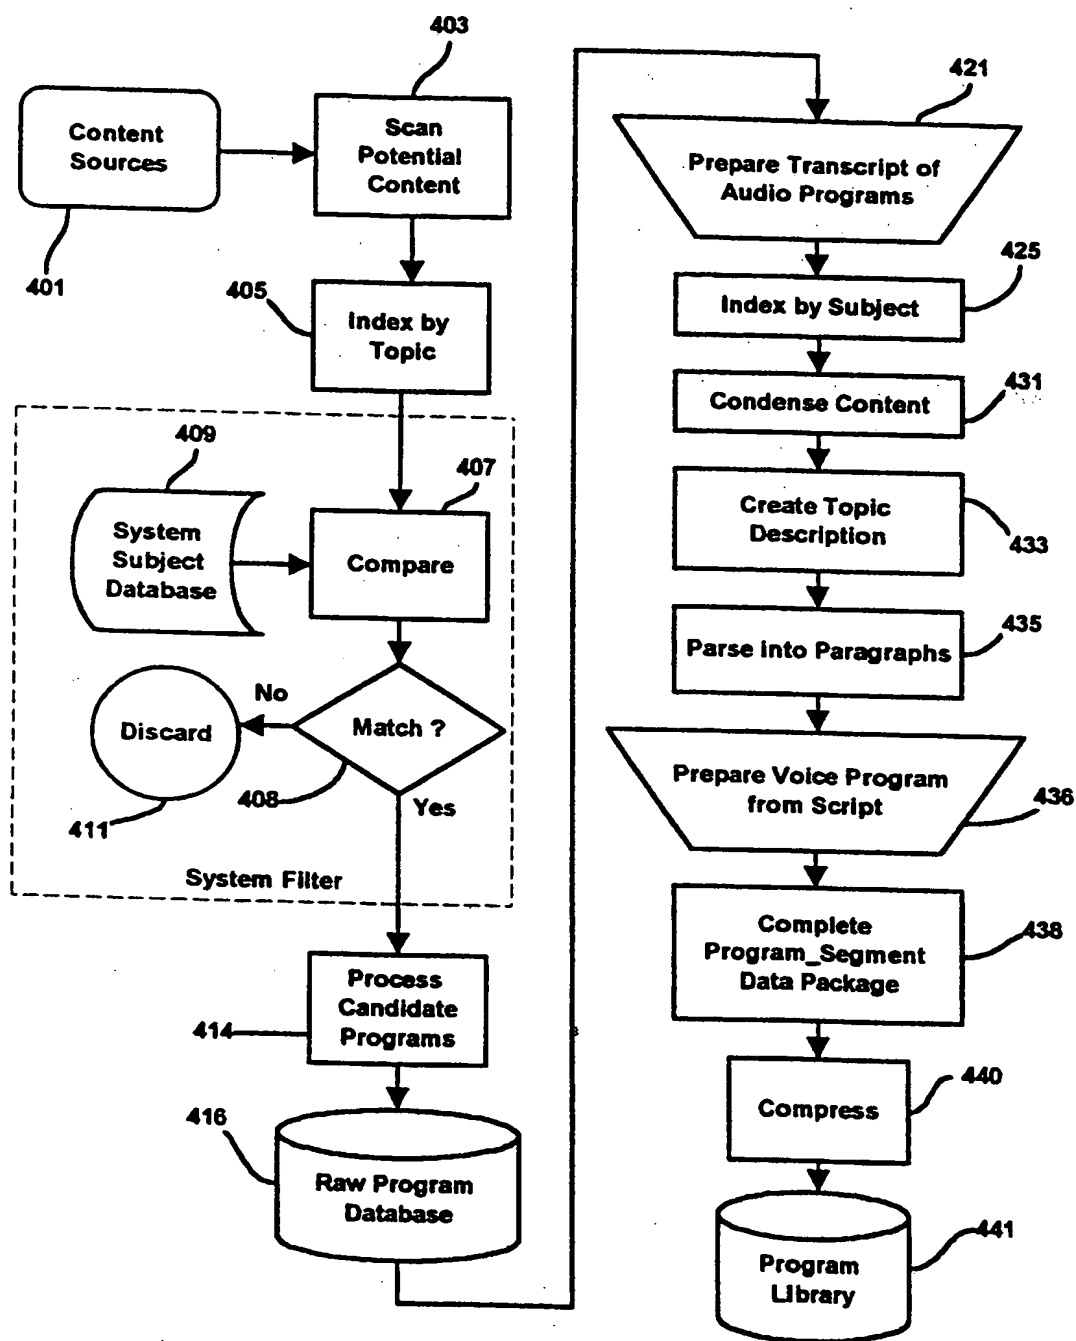 403
Content
Sources
Scan
Potential
Content
401
405
Index by
Topic
409
407
System
Subject
Database
Compare
No
Discard
Match ?
408
Yes
411
System Filter
Process
Candidate
Programs
414
416
Raw Program
Database
421
Prepare Transcript of
Audio Programs
425
Index by Subject
Condense Content
431
Create Topic
Description
433
Parse into Paragraphs
435
Prepare Voice Program
from Script
436
Complete
Program_Segment
Data Package
438
440
Compress
441
Program
Library